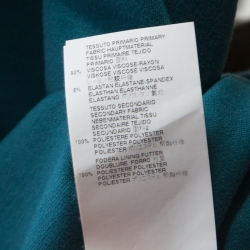 TESSUTO PRIMARIO PRIMARY
FABRIC HAUPTMATERIAL
TISSU PRIMAIRE TEJIDO
PRIMARIO
92% VISCOSA VISCOSE-RAYON
VISKOSE VISCOSE VISCOSA
8% ELASTAN ELASTANE-SPANDEX
ELASTHAN ELASTHANNE
ELASTANO
TESSUTO SECONDARIO
SECONDARY FABRIC
NEBENMATERIAL TISSU
SECONDAIRE TEJIDO
SECUNDARIO
100% POLIESTERE POLYESTER
POLYESTER POLYESTER
POLIESTER
FODERA LINING FUTTER
DOUBLURE FORRO
100% POLIESTERE POLYESTER
POLYESTER POLYESTER
POLIESTER